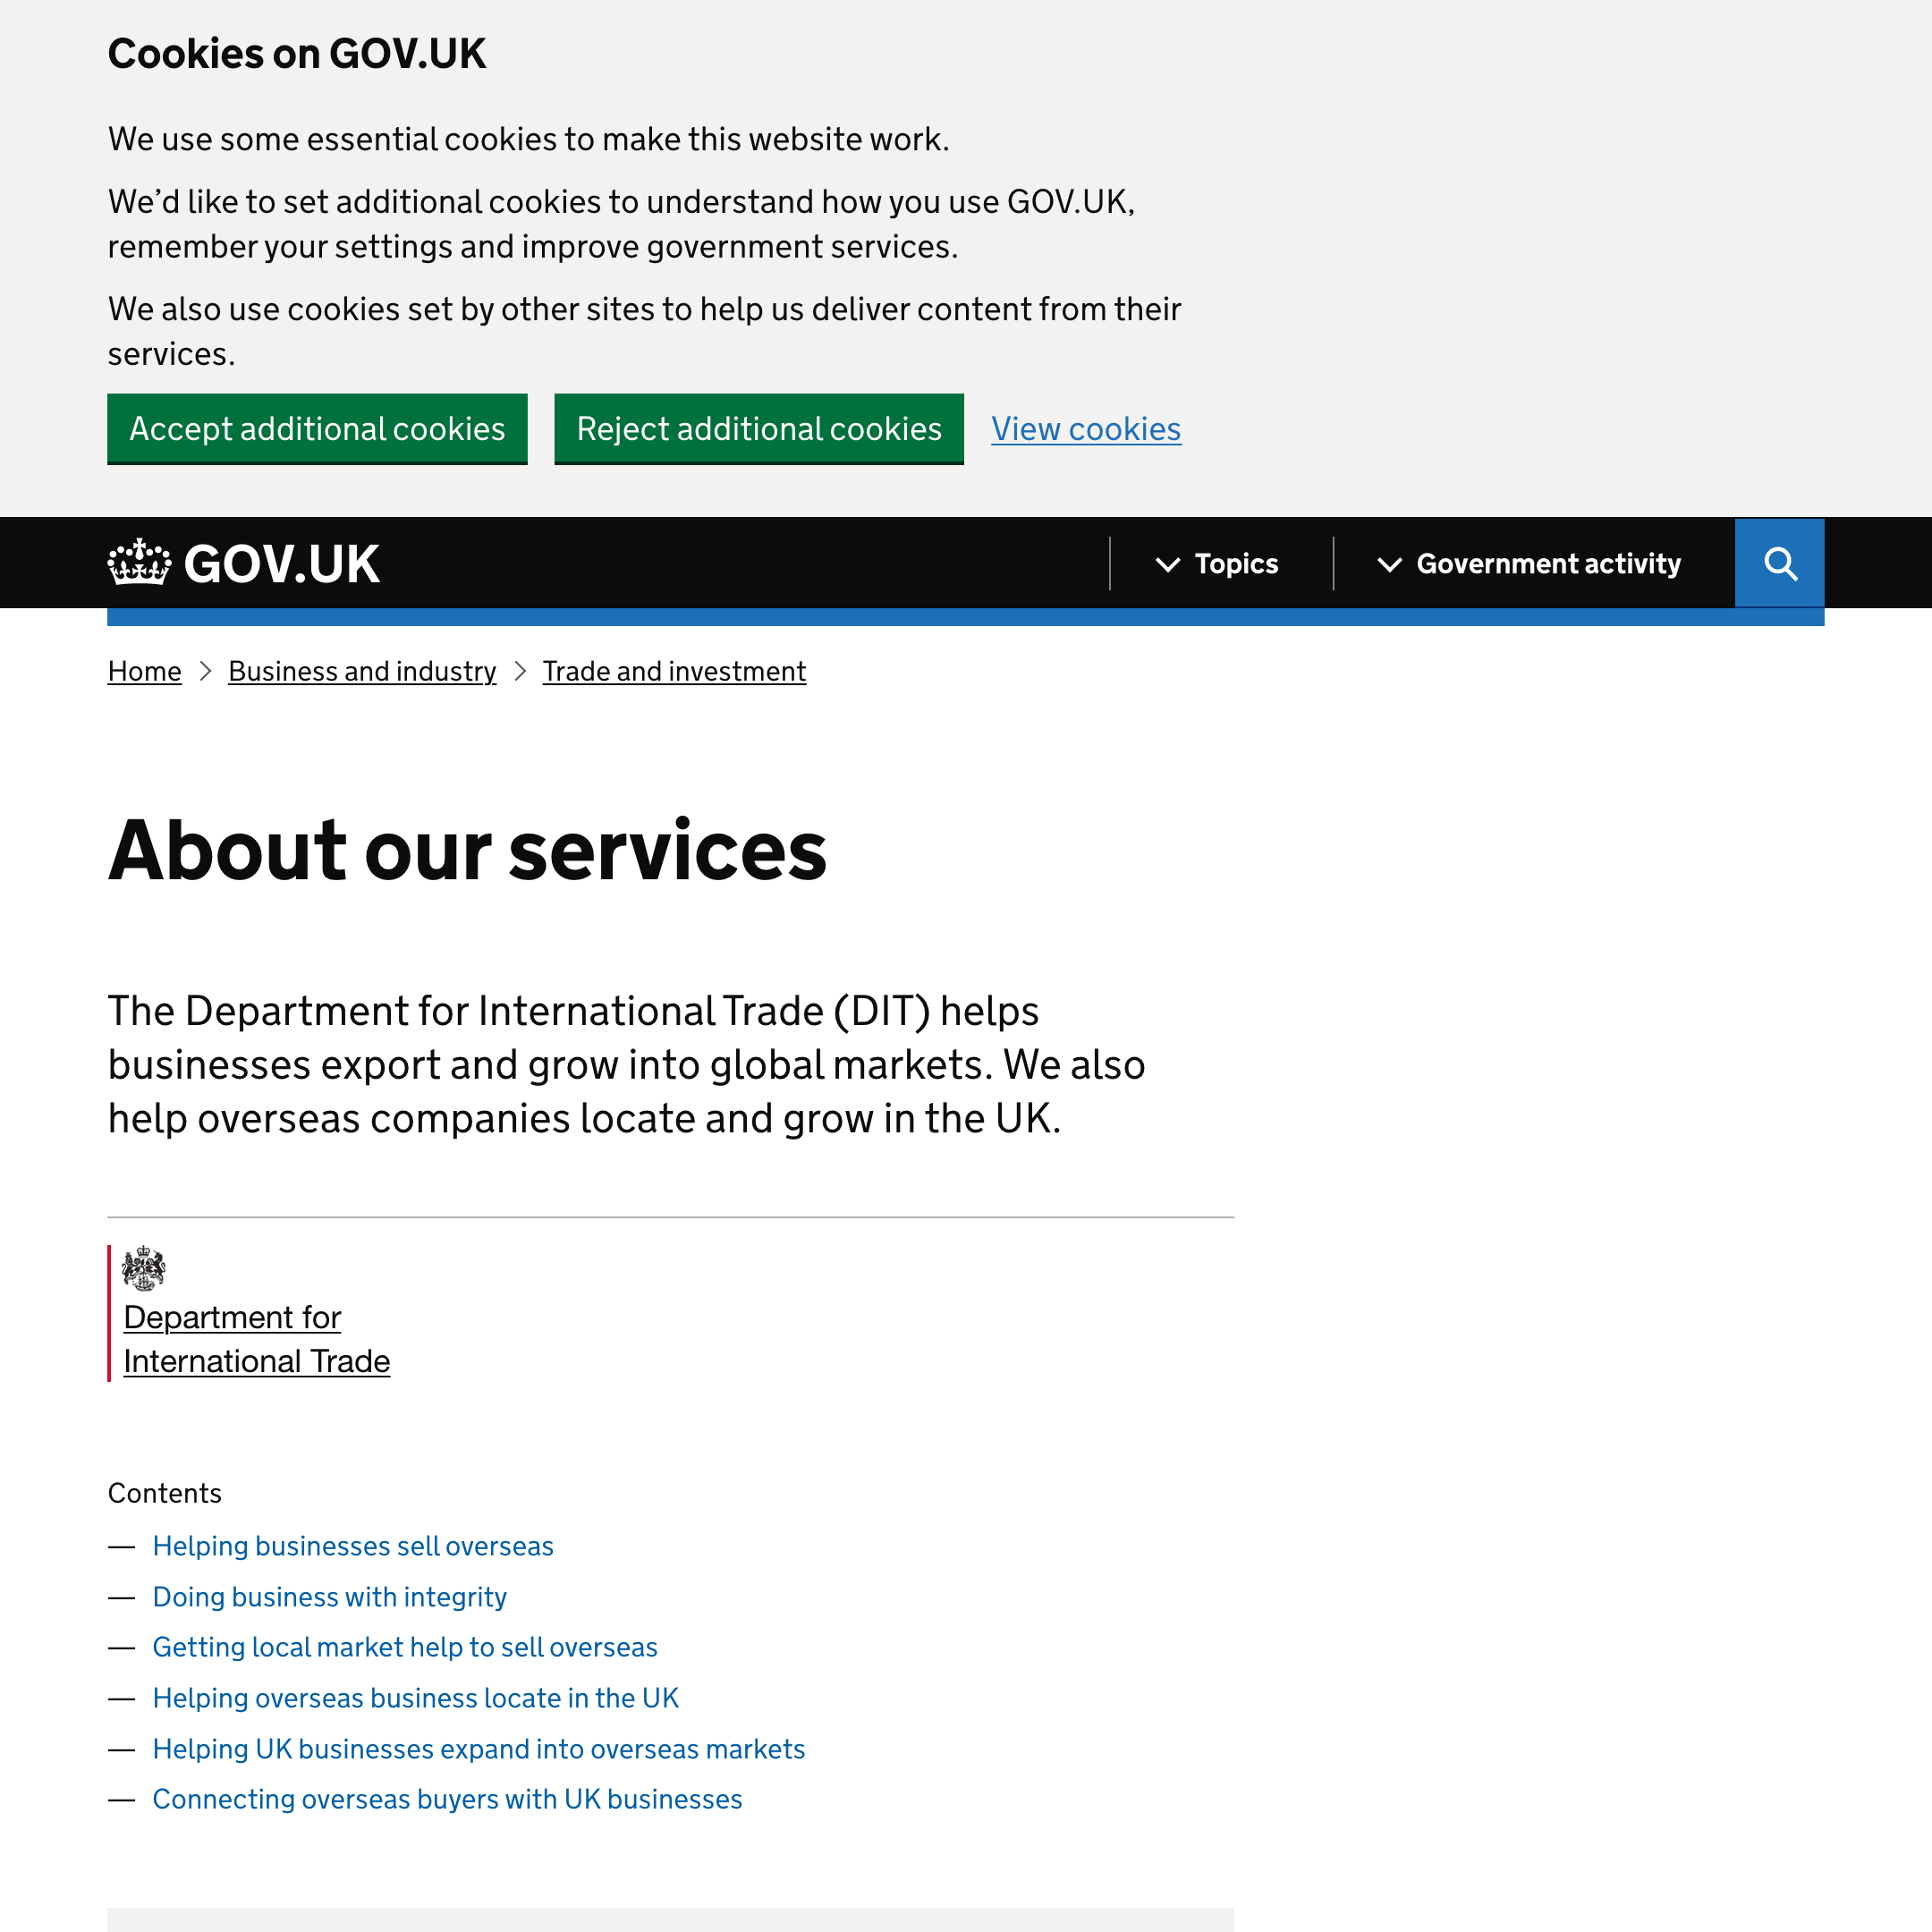 Cookies on GOV.UK
We use some essential cookies to make this website work.
We’d like to set additional cookies to understand how you use GOV.UK,
remember your settings and improve government services.
We also use cookies set by other sites to help us deliver content from their
services.
Accept additional cookies
Reject additional cookies
View cookies
GOV.UK
Topics
Government activity
Home
Business and industry
Trade and investment
About our services
The Department for International Trade (DIT) helps
businesses export and grow into global markets. We also
help overseas companies locate and grow in the UK.
Department for
International Trade
Contents
— Helping businesses sell overseas
— Doing business with integrity
— Getting local market help to sell overseas
— Helping overseas business locate in the UK
— Helping UK businesses expand into overseas markets
— Connecting overseas buyers with UK businesses